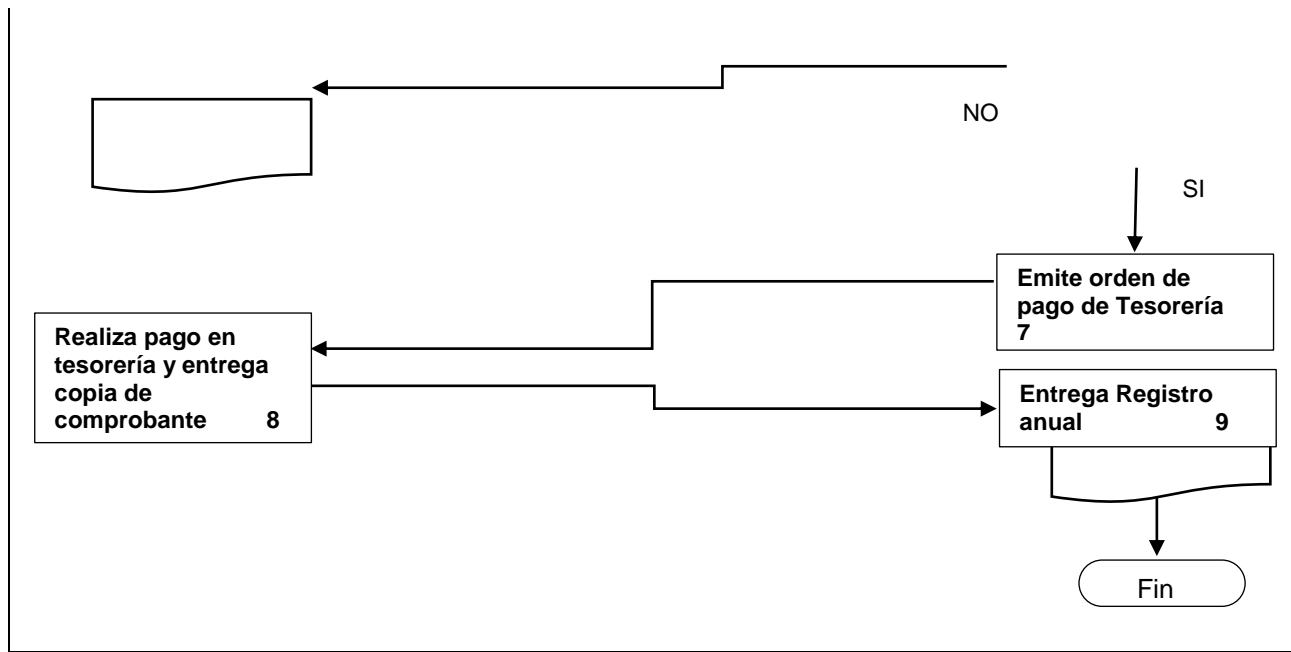 NO
SI
Emite orden de
pago de Tesorería
7
Realiza pago en
tesorería y entrega
copia de
comprobante 8
Entrega Registro
anual 9
Fin